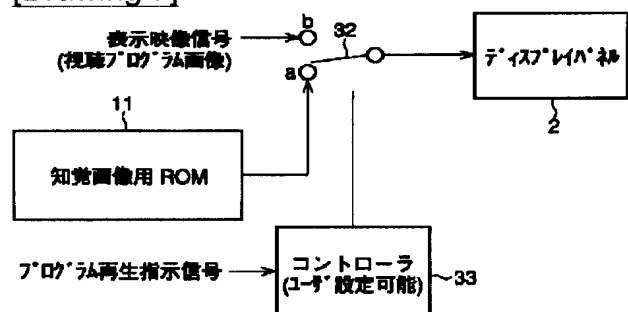 b
表示映像信号
(視聴プログラム画像)
32
a
ディスプレイパネル
2
11
知覚画像用 ROM
プログラム再生指示信号
コントローラ
(ユーザ設定可能)
33